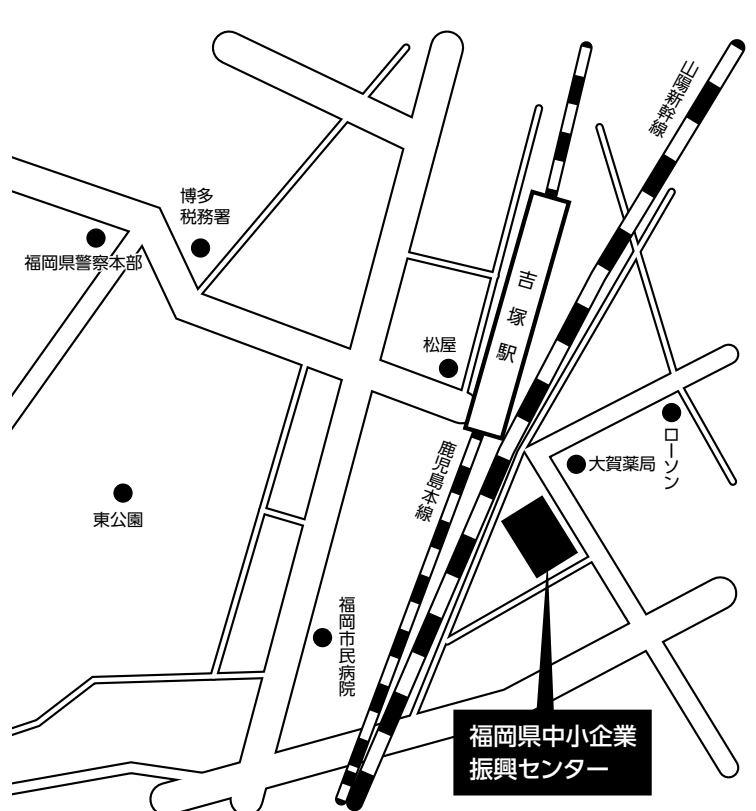 山陽新幹線
博多
税務署
福岡県警察本部
吉塚駅
松屋
鹿児島本線
ローソン
大賀薬局
東公園
福岡市民病院
福岡県中小企業
振興センター